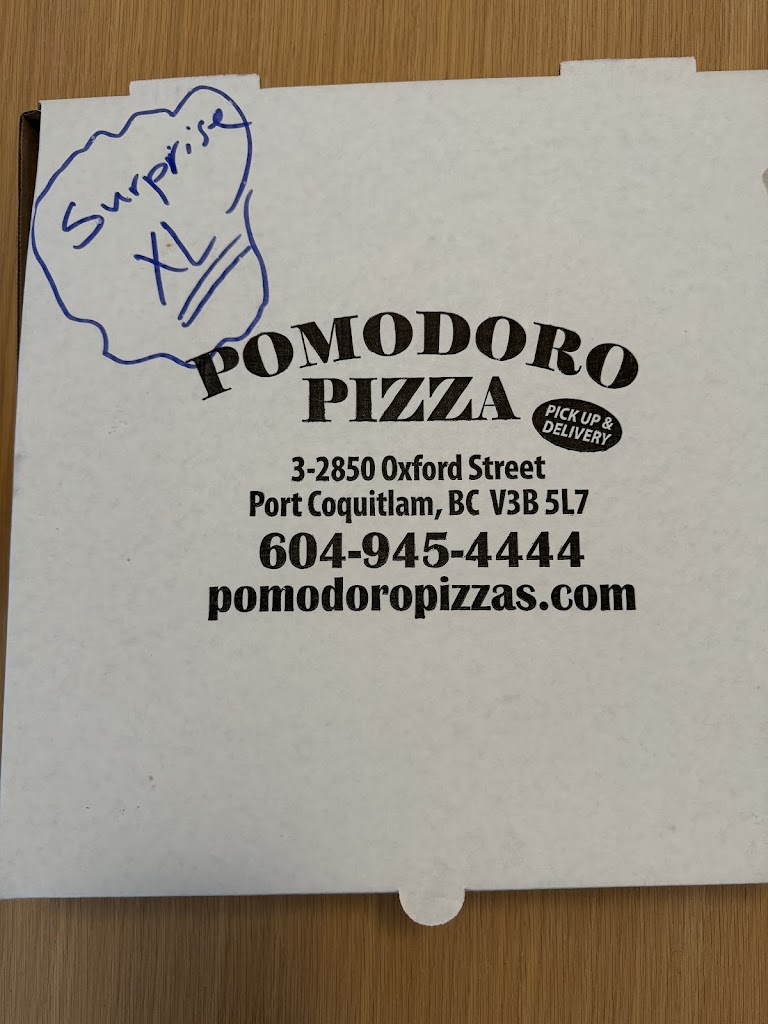 Surprise
XL
POMODORO
PIZZA
PICK UP &
DELIVERY
3-2850 Oxford Street
Port Coquitlam, BC V3B 5L7
604-945-4444
pomodoropizzas.com